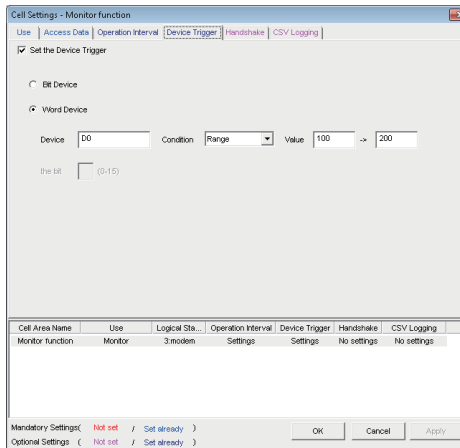 Cell Settings - Monitor function
Use Access Data Operation Interval Device Trigger Handshake CSV Logging
Set the Device Trigger
Bit Device
Word Device
Device D0 Condition Range Value 100 -> 200
the bit (0-15)
Cell Area Name Use Logical Sta... Operation Interval Device Trigger Handshake CSV Logging
Monitor function Monitor 3:modem Settings Settings No settings No settings
Mandatory Settings( Not set / Set already )
OK Cancel Apply
Optional Settings ( Not set / Set already )